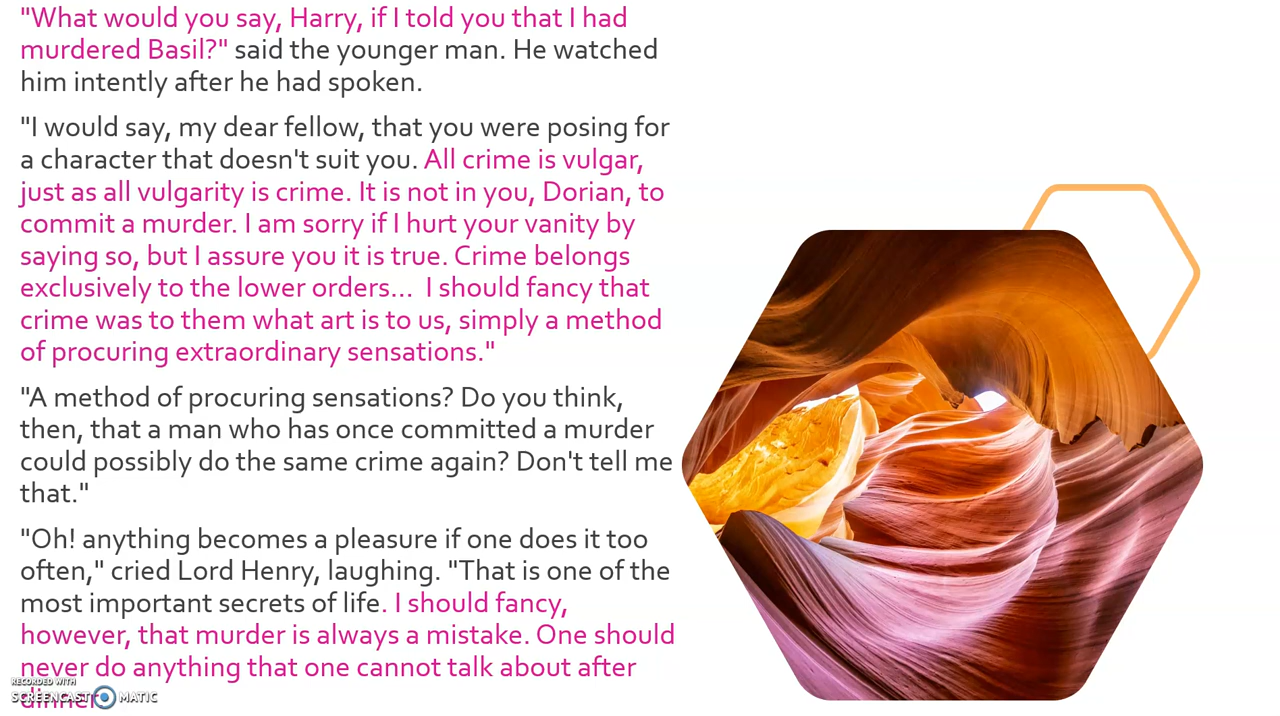 "What would you say, Harry, if I told you that I had
murdered Basil?" said the younger man. He watched
him intently after he had spoken.
"I would say, my dear fellow, that you were posing for
a character that doesn't suit you. All crime is vulgar,
just as all vulgarity is crime. It is not in you, Dorian, to
commit a murder. I am sorry if I hurt your vanity by
saying so, but I assure you it is true. Crime belongs
exclusively to the lower orders... I should fancy that
crime was to them what art is to us, simply a method
of procuring extraordinary sensations."
"A method of procuring sensations? Do you think,
then, that a man who has once committed a murder
could possibly do the same crime again? Don't tell me
that."
"Oh! anything becomes a pleasure if one does it too
often," cried Lord Henry, laughing. "That is one of the
most important secrets of life. I should fancy,
however, that murder is always a mistake. One should
never do anything that one cannot talk about after
dinner
RECORDED WITH
SCREENCAST MATIC